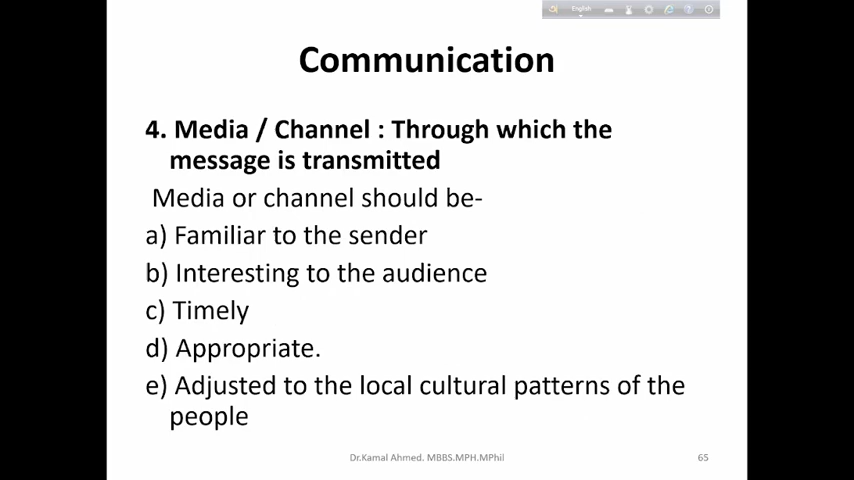 English
Communication
4. Media / Channel : Through which the
message is transmitted
Media or channel should be-
a) Familiar to the sender
b) Interesting to the audience
c) Timely
d) Appropriate.
e) Adjusted to the local cultural patterns of the
people
Dr.Kamal Ahmed. MBBS.MPH.MPhil
65